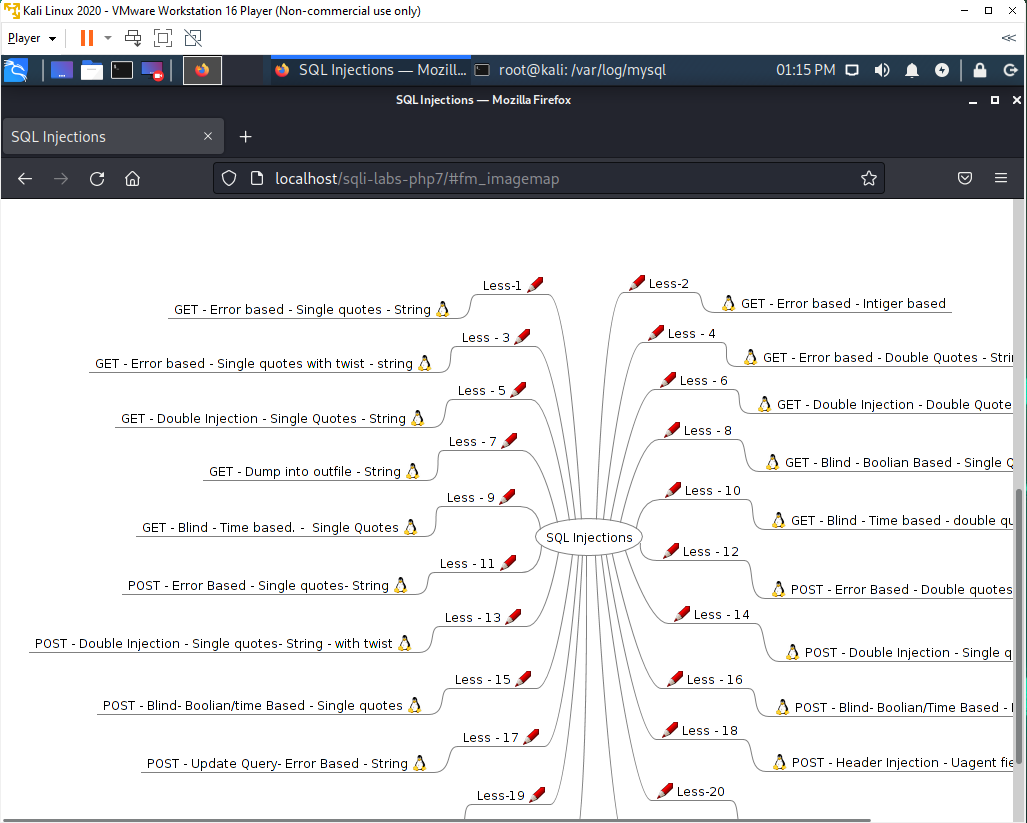 Kali Linux 2020 - VMware Workstation 16 Player (Non-commercial use only)
Player
SQL Injections — Mozill...
root@kali: /var/log/mysql
01:15 PM
SQL Injections — Mozilla Firefox
SQL Injections
localhost/sqli-labs-php7/#fm_imagemap
Less-1
GET - Error based - Single quotes - String
Less-2
GET - Error based - Intiger based
Less - 3
GET - Error based - Single quotes with twist - string
Less - 4
GET - Error based - Double Quotes - Strin
Less - 5
GET - Double Injection - Single Quotes - String
Less - 6
GET - Double Injection - Double Quote
Less - 7
GET - Dump into outfile - String
Less - 8
GET - Blind - Boolian Based - Single Q
Less - 9
GET - Blind - Time based. - Single Quotes
Less - 10
GET - Blind - Time based - double qu
SQL Injections
Less - 11
POST - Error Based - Single quotes- String
Less - 12
POST - Error Based - Double quotes
Less - 13
POST - Double Injection - Single quotes- String - with twist
Less - 14
POST - Double Injection - Single q
Less - 15
POST - Blind- Boolian/time Based - Single quotes
Less - 16
POST - Blind- Boolian/Time Based -
Less - 17
POST - Update Query- Error Based - String
Less - 18
POST - Header Injection - Uagent fie
Less-19
Less-20